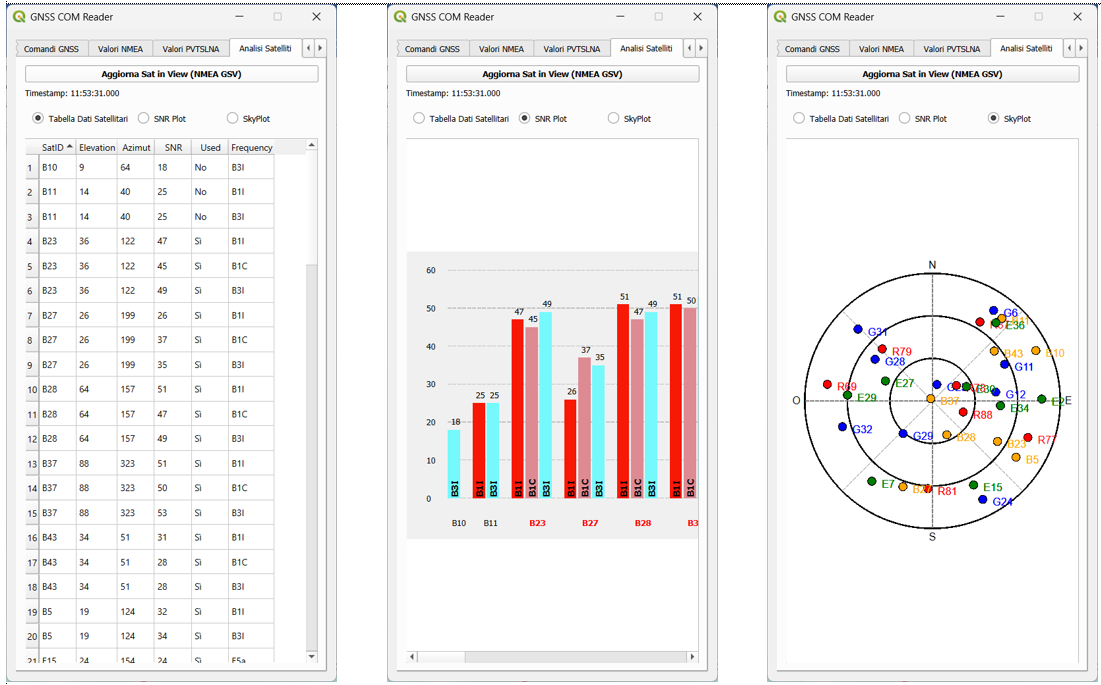 GNSS COM Reader
Comandi GNSS Valori NMEA Valori PVTSLNA Analisi Satelliti
Aggiorna Sat in View (NMEA GSV)
Timestamp: 11:53:31.000
Tabella Dati Satellitari SNR Plot SkyPlot
SatID Elevation Azimut SNR Used Frequency
1 B10 9 64 18 No B3I
2 B11 14 40 25 No B1I
3 B11 14 40 25 No B3I
4 B23 36 122 47 Sì B1I
5 B23 36 122 45 Sì B1C
6 B23 36 122 49 Sì B3I
7 B27 26 199 26 Sì B1I
8 B27 26 199 37 Sì B1C
9 B27 26 199 35 Sì B3I
10 B28 64 157 51 Sì B1I
11 B28 64 157 47 Sì B1C
12 B28 64 157 49 Sì B3I
13 B37 88 323 51 Sì B1I
14 B37 88 323 50 Sì B1C
15 B37 88 323 53 Sì B3I
16 B43 34 51 31 Sì B1I
17 B43 34 51 28 Sì B1C
18 B43 34 51 28 Sì B3I
19 B5 19 124 32 Sì B1I
20 B5 19 124 34 Sì B3I
21 E15 24 154 24 Sì E5a
GNSS COM Reader
Comandi GNSS Valori NMEA Valori PVTSLNA Analisi Satelliti
Aggiorna Sat in View (NMEA GSV)
Timestamp: 11:53:31.000
Tabella Dati Satellitari SNR Plot SkyPlot
60
50
40
30
20
10
0
18 25 25 47 45 49 26 37 35 51 47 49 51 50
B3I B1I B3I B1I B1C B3I B1I B1C B3I B1I B1C B3I B1I B1C
B10 B11 B23 B27 B28 B3
GNSS COM Reader
Comandi GNSS Valori NMEA Valori PVTSLNA Analisi Satelliti
Aggiorna Sat in View (NMEA GSV)
Timestamp: 11:53:31.000
Tabella Dati Satellitari SNR Plot SkyPlot
N
G6
G31 E36
R79 B43 B10
G28 G11
R69 E27 E30
E29 G12
O B37 E34 E
R88
G32 G29 B28 B23 R77
B5
E7 R81 E15
G24
S